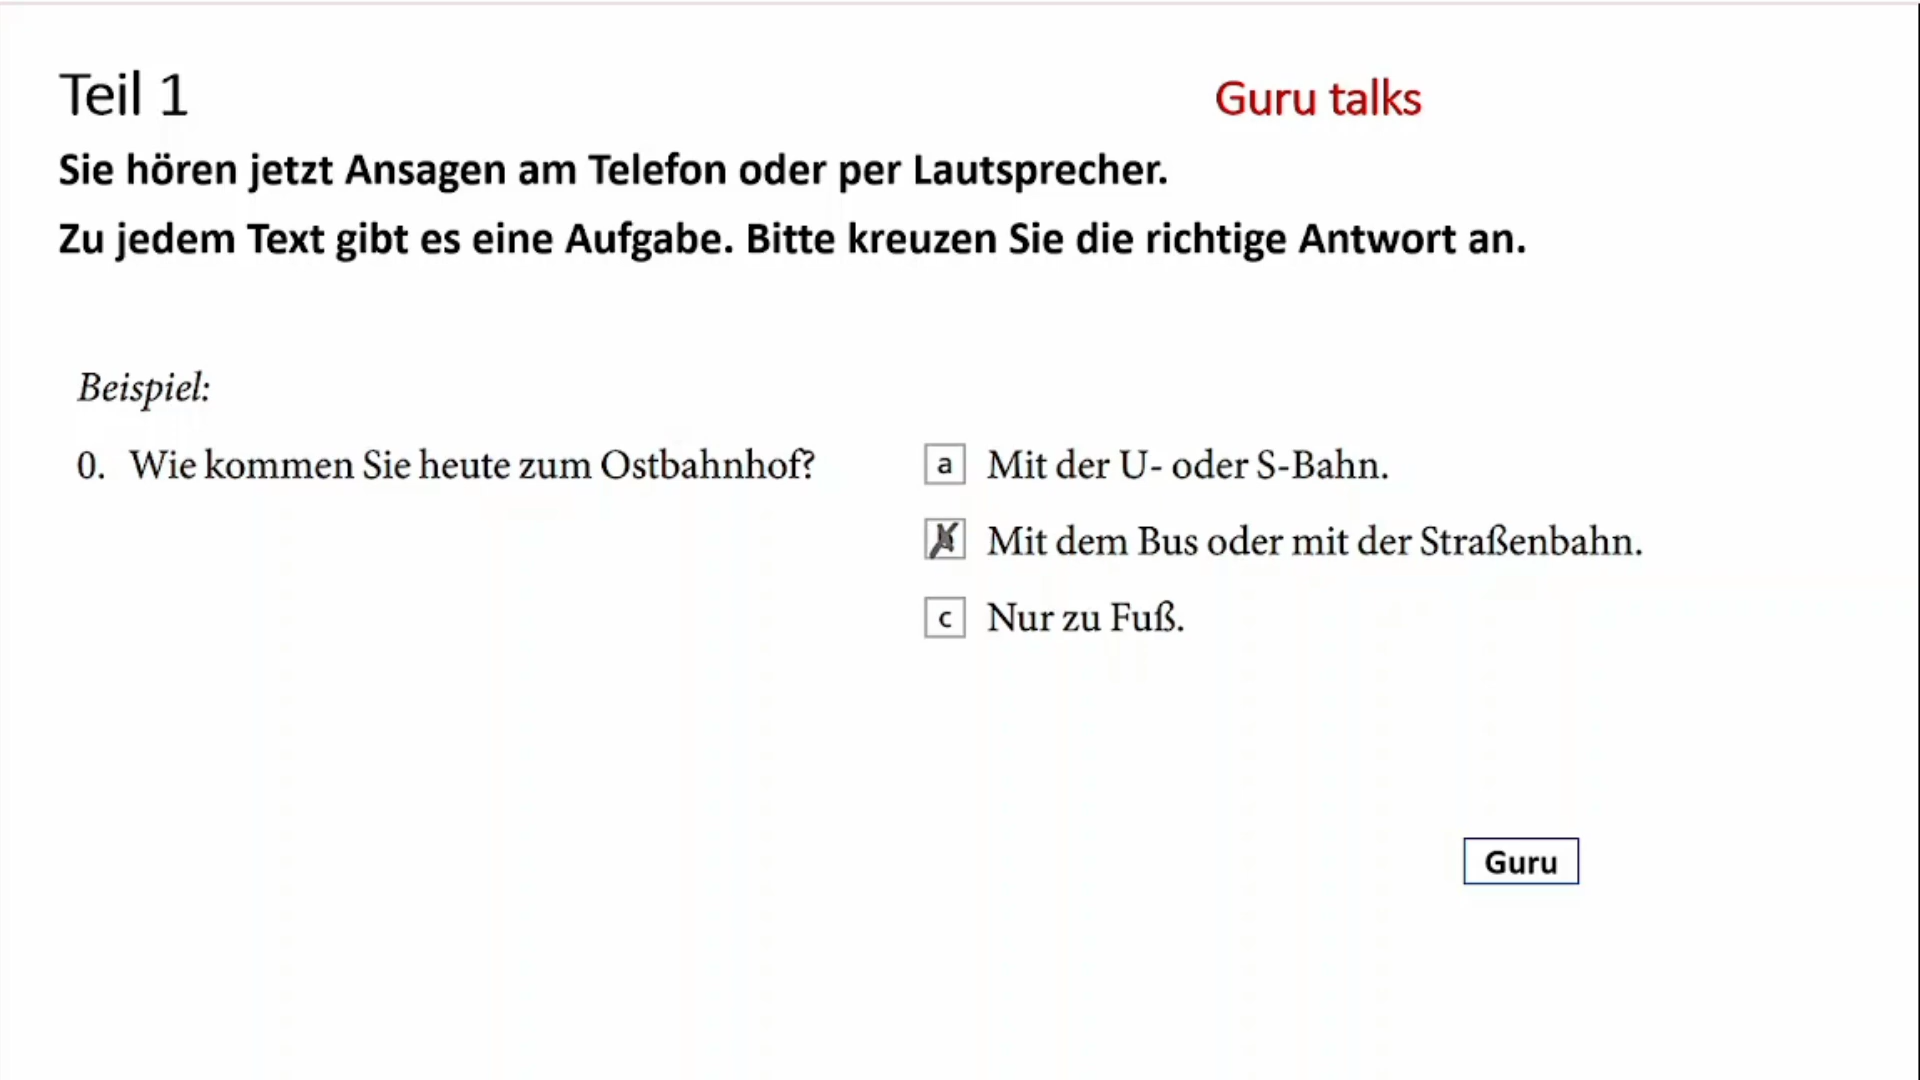 Teil 1
Guru talks
Sie hören jetzt Ansagen am Telefon oder per Lautsprecher.
Zu jedem Text gibt es eine Aufgabe. Bitte kreuzen Sie die richtige Antwort an.
Beispiel:
0. Wie kommen Sie heute zum Ostbahnhof?
a Mit der U- oder S-Bahn.
Mit dem Bus oder mit der Straßenbahn.
c Nur zu Fuß.
Guru